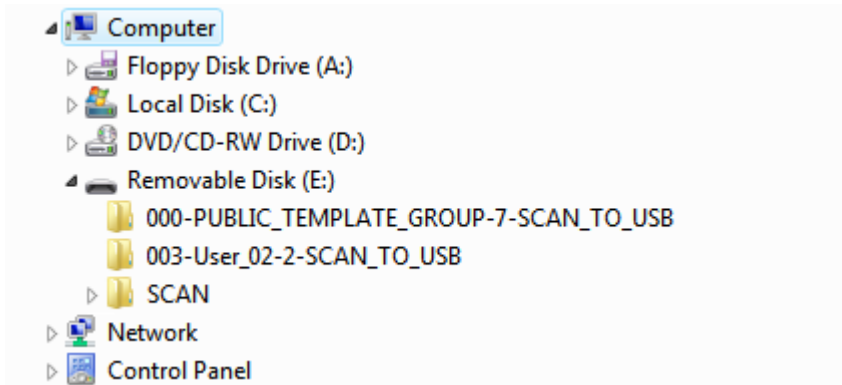 Computer
Floppy Disk Drive (A:)
Local Disk (C:)
DVD/CD-RW Drive (D:)
Removable Disk (E:)
000-PUBLIC_TEMPLATE_GROUP-7-SCAN_TO_USB
003-User_02-2-SCAN_TO_USB
SCAN
Network
Control Panel